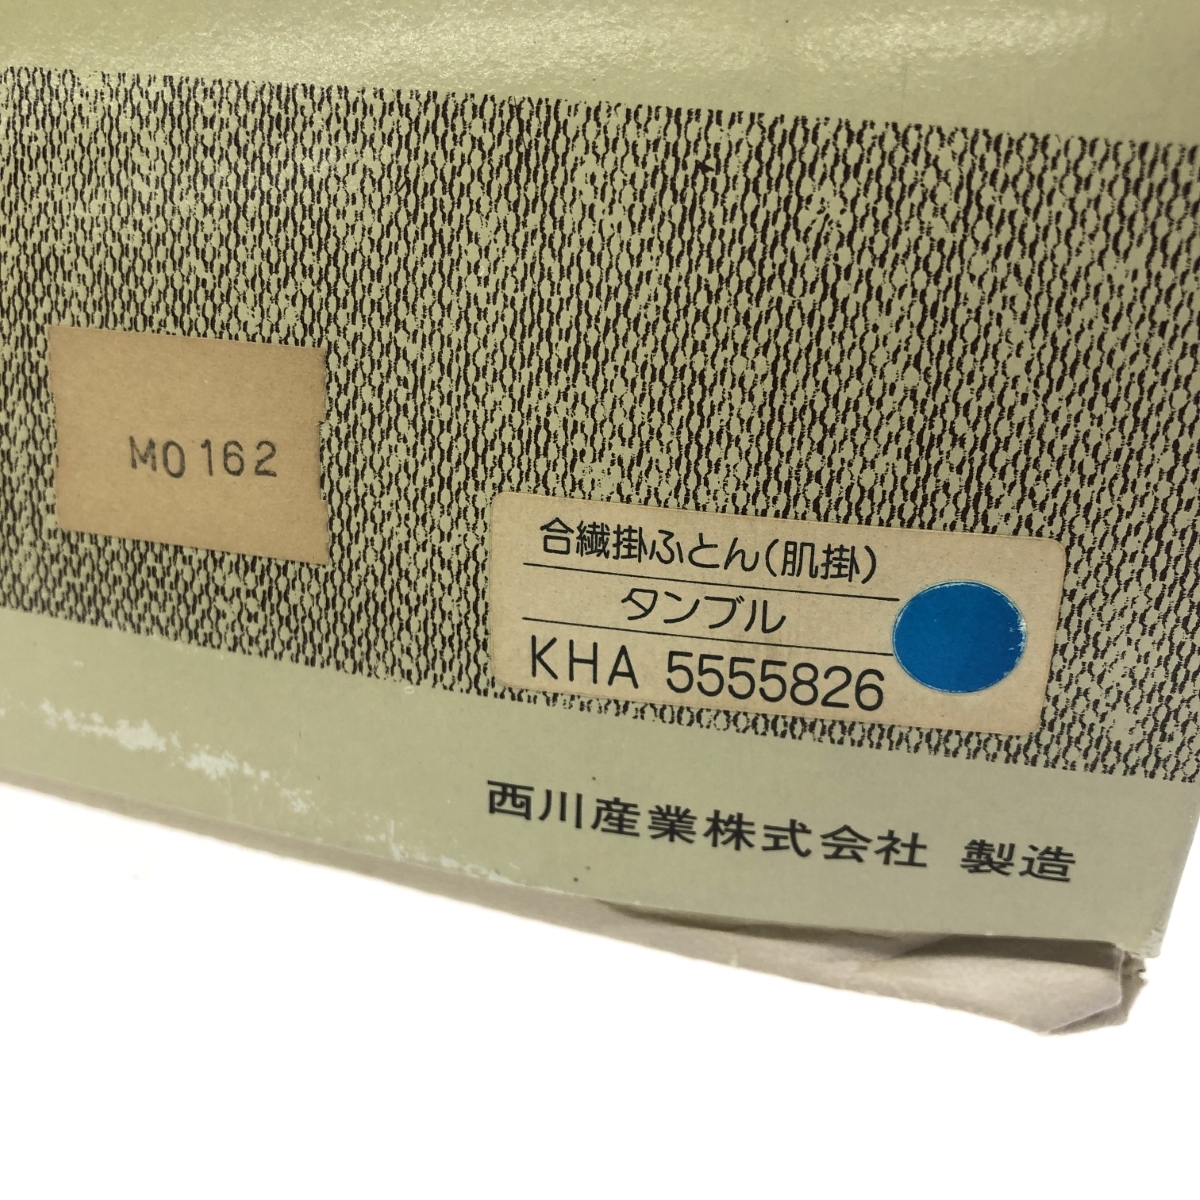 MO162
合繊掛ふとん(肌掛)
タンブル
KHA 5555826
西川産業株式会社 製造